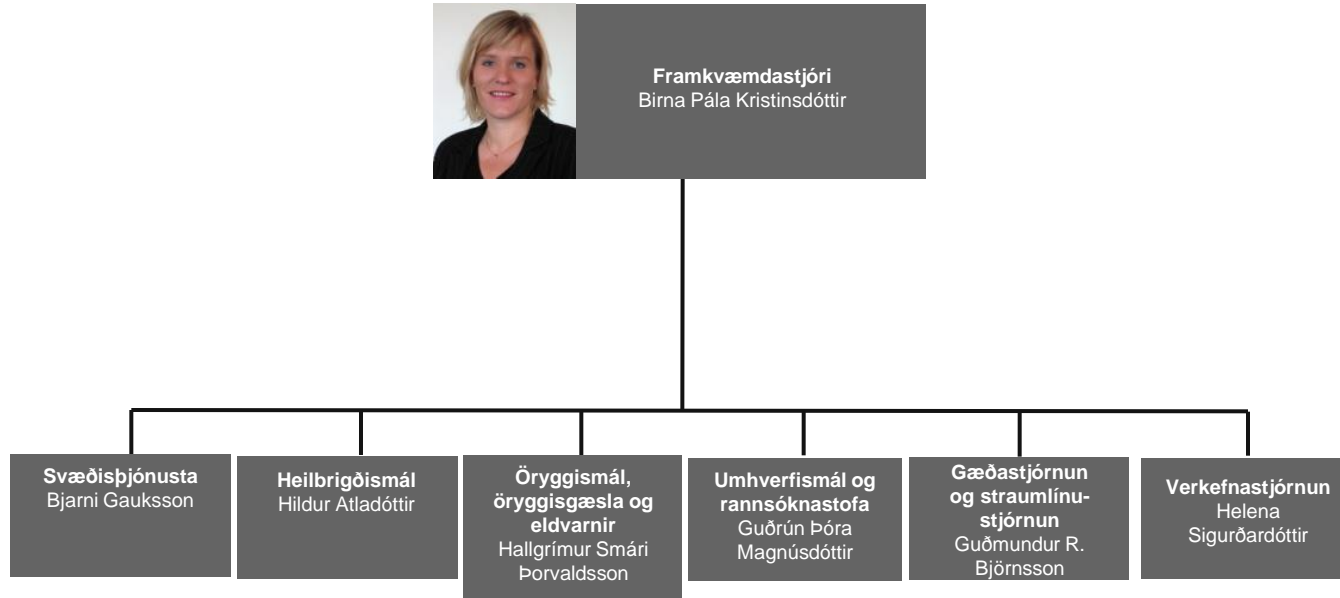 Framkvæmdastjóri
Birna Pála Kristinsdóttir
Svæðisþjónusta
Bjarni Gauksson
Heilbrigðismál
Hildur Atladóttir
Öryggismál,
öryggisgæsla og
eldvarnir
Hallgrímur Smári
Þorvaldsson
Umhverfismál og
rannsóknastofa
Guðrún Þóra
Magnúsdóttir
Gæðastjórnun
og straumlínu-
stjórnun
Guðmundur R.
Björnsson
Verkefnastjórnun
Helena
Sigurðardóttir